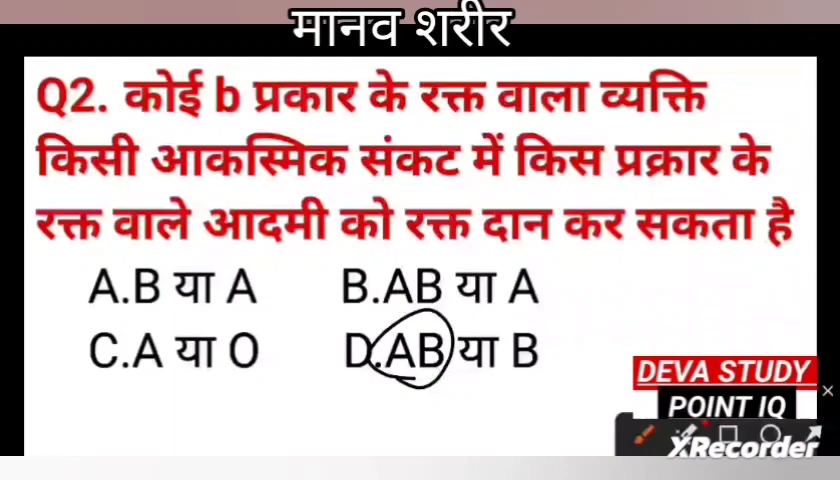 मानव शरीर
Q2. कोई b प्रकार के रक्त वाला व्यक्ति
किसी आकस्मिक संकट में किस प्रक्रार के
रक्त वाले आदमी को रक्त दान कर सकता है
A.B या A B.AB या A
C.A या O D.AB या B
DEVA STUDY
POINT IQ
XRecorder